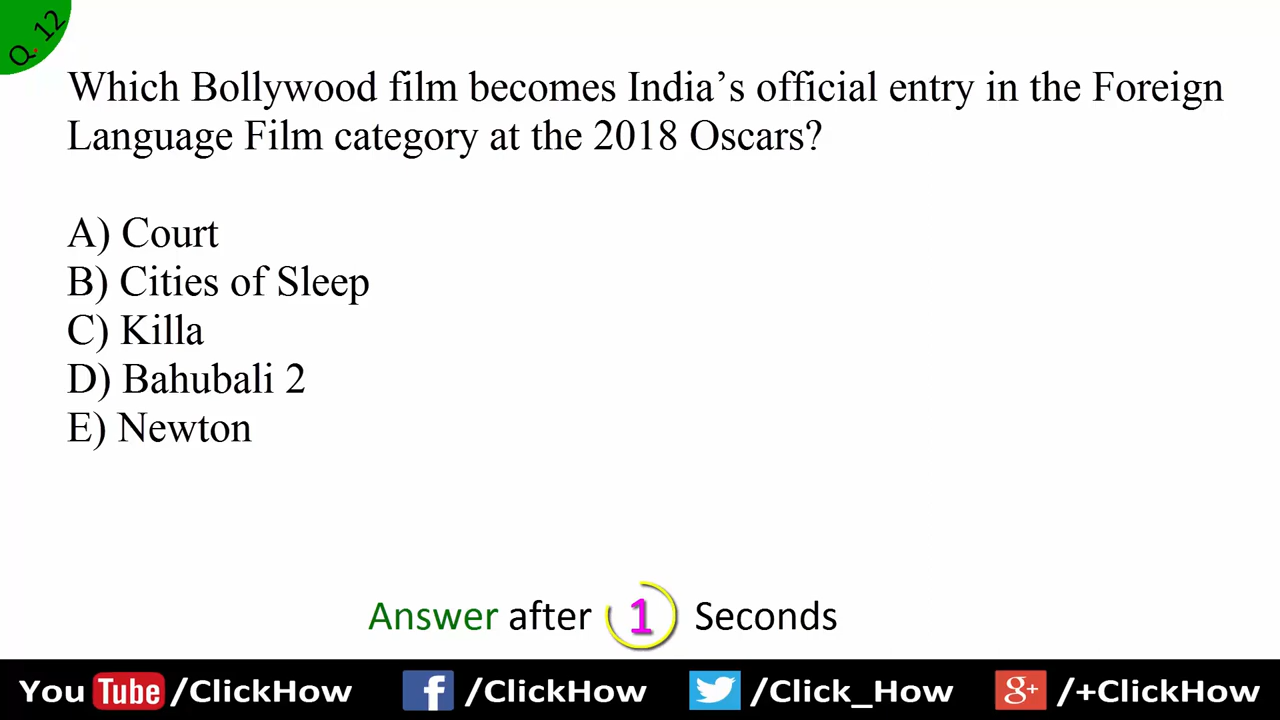 Q. 12
Which Bollywood film becomes India’s official entry in the Foreign
Language Film category at the 2018 Oscars?
A) Court
B) Cities of Sleep
C) Killa
D) Bahubali 2
E) Newton
Answer after 1 Seconds
You Tube /ClickHow f /ClickHow /Click_How g+ /+ClickHow